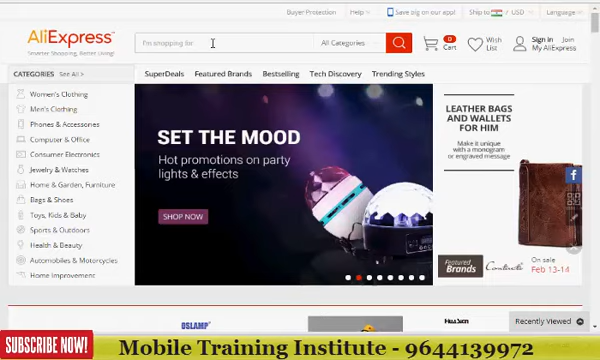 Buyer Protection
Help
Save big on our app!
Ship to / USD
Language
AliExpress
Smarter Shopping, Better Living!
I'm shopping for...
All Categories
0
Cart
Wish
List
Sign in
Join
My AliExpress
CATEGORIES See All >
SuperDeals
Featured Brands
Bestselling
Tech Discovery
Trending Styles
Women's Clothing
Men's Clothing
Phones & Accessories
Computer & Office
Consumer Electronics
Jewelry & Watches
Home & Garden, Furniture
Bags & Shoes
Toys, Kids & Baby
Sports & Outdoors
Health & Beauty
Automobiles & Motorcycles
Home Improvement
SET THE MOOD
Hot promotions on party
lights & effects
SHOP NOW
LEATHER BAGS
AND WALLETS
FOR HIM
Make it unique
with a monogram
or engraved message
f
Featured
Brands
Contact's
On sale
Feb 13-14
OSLAMP
Recently Viewed
SUBSCRIBE NOW!
Mobile Training Institute - 9644139972